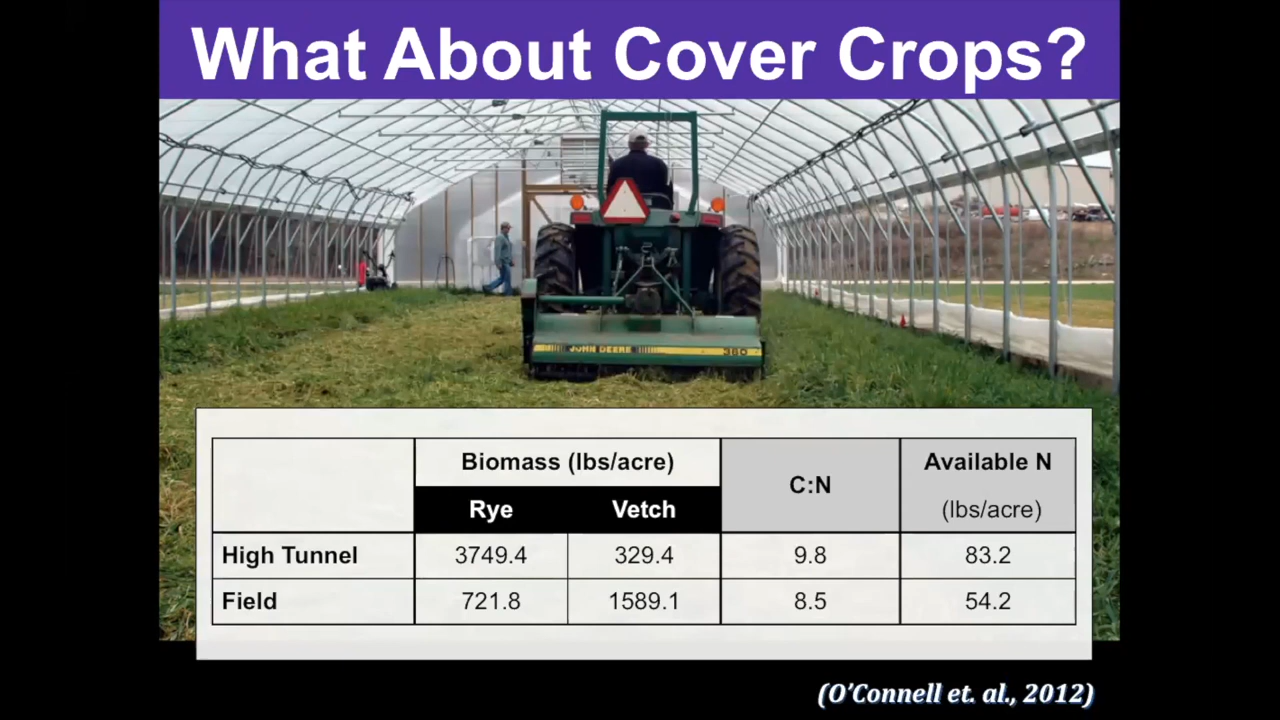 What About Cover Crops?
JOHN DEERE 360
Biomass (lbs/acre)
C:N
Available N
(lbs/acre)
Rye Vetch
High Tunnel 3749.4 329.4 9.8 83.2
Field 721.8 1589.1 8.5 54.2
(O'Connell et. al., 2012)